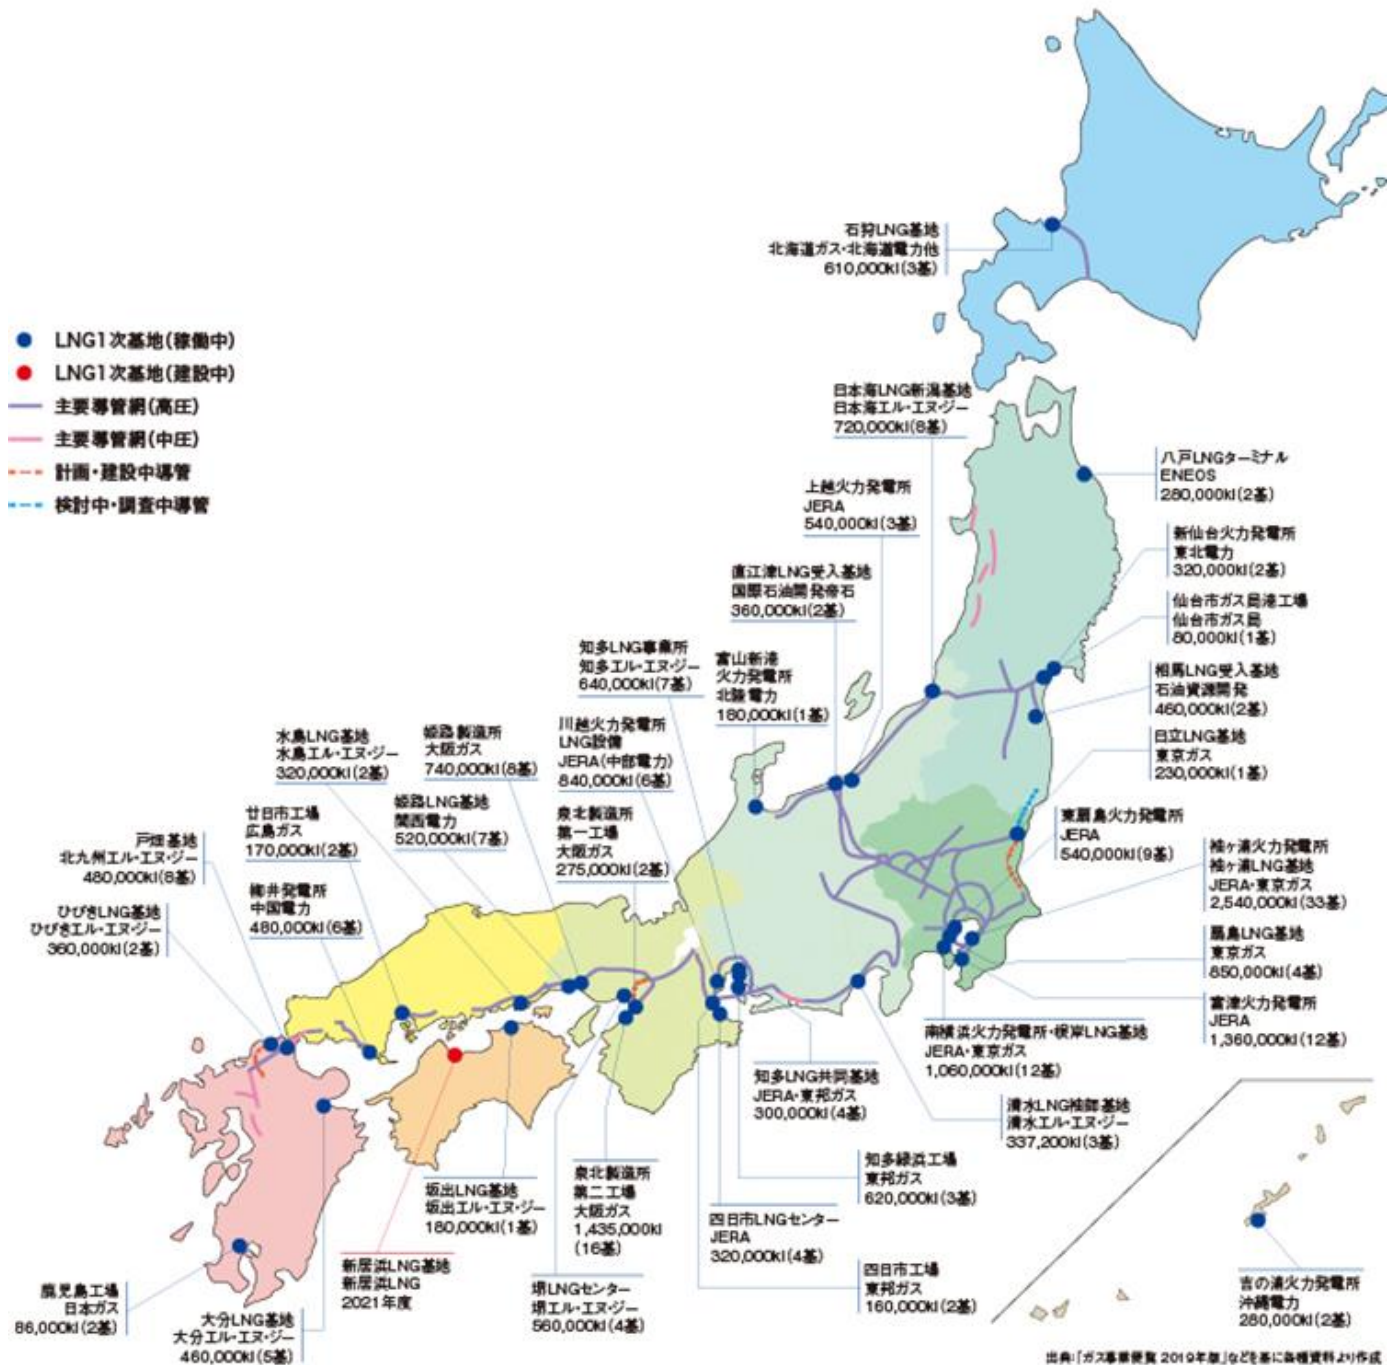 石狩LNG基地
北海道ガス・北海道電力他
610,000kl(3基)
LNG1次基地(稼働中)
LNG1次基地(建設中)
主要導管網(高圧)
主要導管網(中圧)
計画・建設中導管
検討中・調査中導管
日本海LNG新潟基地
日本海エル・エヌ・ジー
720,000kl(8基)
八戸LNGターミナル
ENEOS
280,000kl(2基)
上越火力発電所
JERA
540,000kl(3基)
新仙台火力発電所
東北電力
320,000kl(2基)
直江津LNG受入基地
国際石油開発帝石
360,000kl(2基)
仙台市ガス局港工場
仙台市ガス局
80,000kl(1基)
知多LNG事業所
知多エル・エヌ・ジー
640,000kl(7基)
富山新港
火力発電所
北陸電力
180,000kl(1基)
相馬LNG受入基地
石油資源開発
460,000kl(2基)
水島LNG基地
水島エル・エヌ・ジー
320,000kl(2基)
姫路製造所
大阪ガス
740,000kl(8基)
川越火力発電所
LNG設備
JERA(中部電力)
840,000kl(6基)
日立LNG基地
東京ガス
230,000kl(1基)
廿日市工場
広島ガス
170,000kl(2基)
姫路LNG基地
関西電力
520,000kl(7基)
泉北製造所
第一工場
大阪ガス
275,000kl(2基)
東扇島火力発電所
JERA
540,000kl(9基)
戸畑基地
北九州エル・エヌ・ジー
480,000kl(8基)
袖ヶ浦火力発電所
袖ヶ浦LNG基地
JERA・東京ガス
2,540,000kl(33基)
柳井発電所
中国電力
480,000kl(6基)
ひびきLNG基地
ひびきエル・エヌ・ジー
360,000kl(2基)
扇島LNG基地
東京ガス
850,000kl(4基)
富津火力発電所
JERA
1,360,000kl(12基)
南横浜火力発電所・根岸LNG基地
JERA・東京ガス
1,060,000kl(12基)
知多LNG共同基地
JERA・東邦ガス
300,000kl(4基)
清水LNG袖師基地
清水エル・エヌ・ジー
337,200kl(3基)
知多緑浜工場
東邦ガス
620,000kl(3基)
坂出LNG基地
坂出エル・エヌ・ジー
180,000kl(1基)
泉北製造所
第二工場
大阪ガス
1,435,000kl
(16基)
四日市LNGセンター
JERA
320,000kl(4基)
新居浜LNG基地
新居浜LNG
2021年度
堺LNGセンター
堺エル・エヌ・ジー
560,000kl(4基)
四日市工場
東邦ガス
160,000kl(2基)
鹿児島工場
日本ガス
86,000kl(2基)
大分LNG基地
大分エル・エヌ・ジー
460,000kl(5基)
吉の浦火力発電所
沖縄電力
280,000kl(2基)
出典:「ガス事業便覧 2019年版」などを基に各種資料より作成